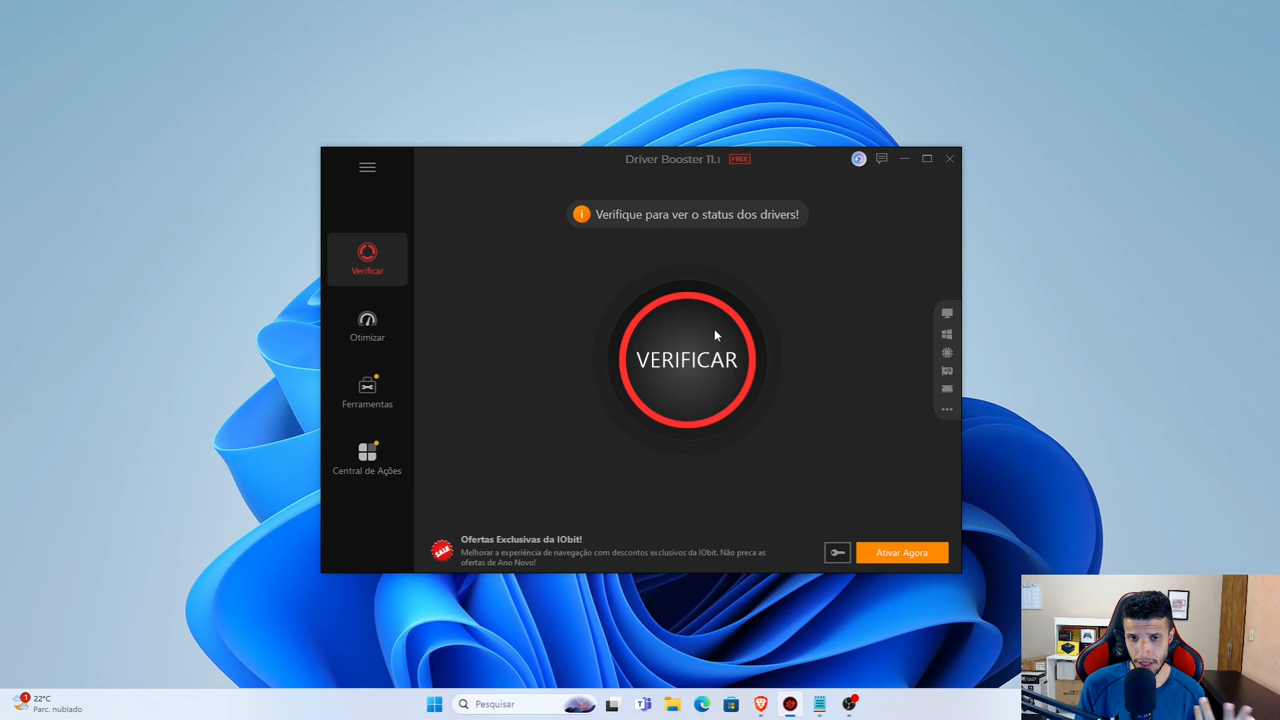 Driver Booster 11.1 FREE
Verifique para ver o status dos drivers!
Verificar
VERIFICAR
Otimizar
Ferramentas
Central de Ações
SALE
Ofertas Exclusivas da IObit!
Melhorar a experiência de navegação com descontos exclusivos da IObit. Não preca as
ofertas de Ano Novo!
Ativar Agora
1
22°C
Parc. nublado
Pesquisar